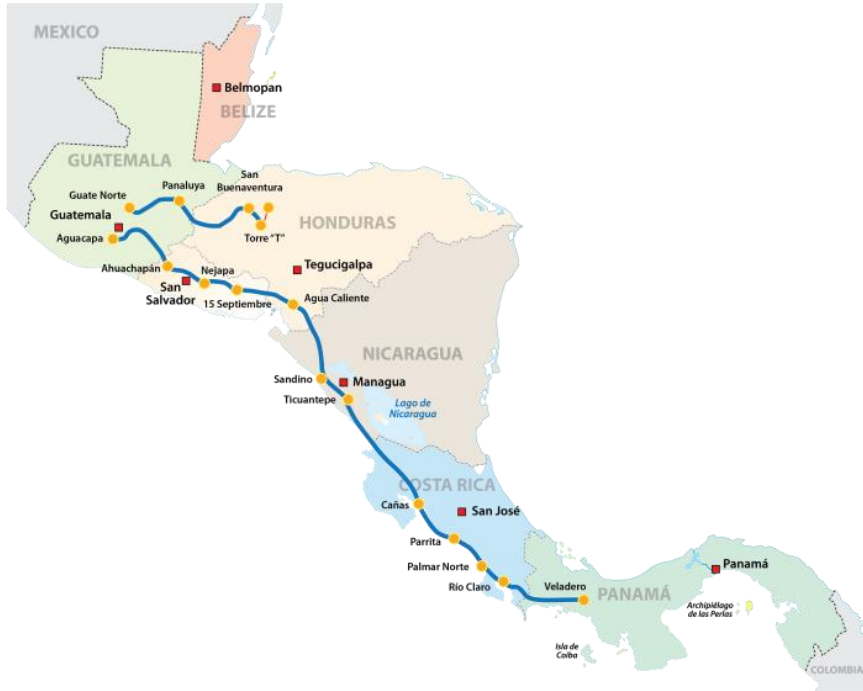 MEXICO
Belmopan
BELIZE
GUATEMALA
San
Buenaventura
Panaluya
Guate Norte
Guatemala
HONDURAS
Aguacapa
Torre "T"
Ahuachapán
Nejapa
Tegucigalpa
San
Salvador
15 Septiembre
Agua Caliente
NICARAGUA
Sandino
Managua
Ticuantepe
Lago de
Nicaragua
COSTA RICA
Cañas
San José
Parrita
Palmar Norte
Río Claro
Veladero
Panamá
PANAMÁ
Archipiélago
de las Perlas
Isla de
Coiba
COLOMBIA